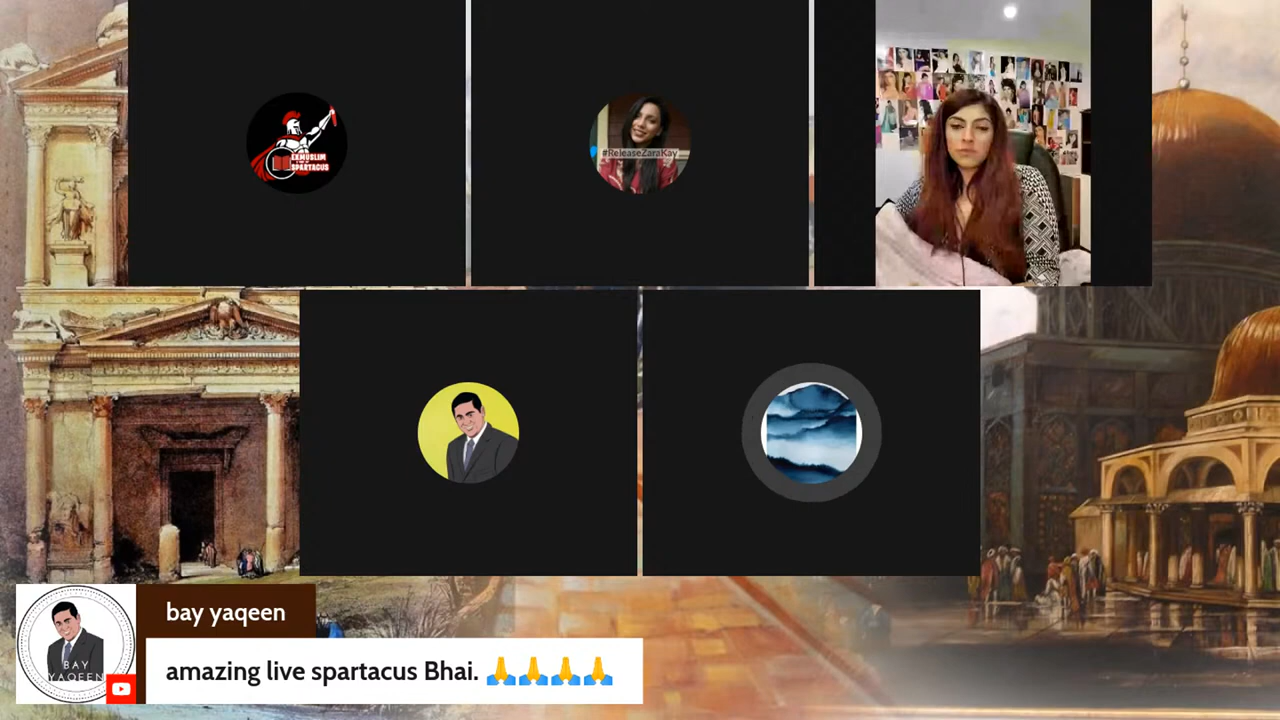 EXMUSLIM
SPARTACUS
#ReleaseZaraKay
bay yaqeen
BAY
YAQEEN
amazing live spartacus Bhai. 🙏🙏🙏🙏